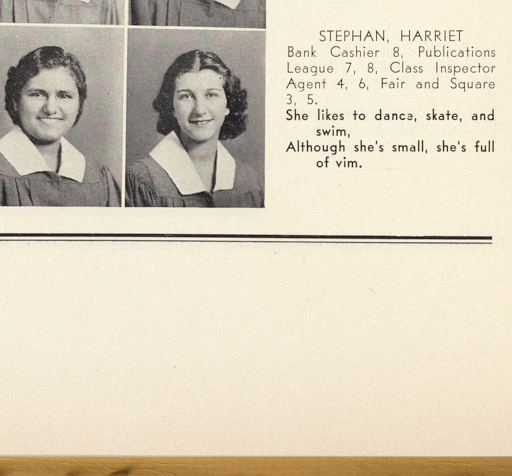 STEPHAN, HARRIET
Bank Cashier 8, Publications
League 7, 8, Class Inspector
Agent 4, 6, Fair and Square
3, 5.
She likes to dance, skate, and
swim,
Although she's small, she's full
of vim.